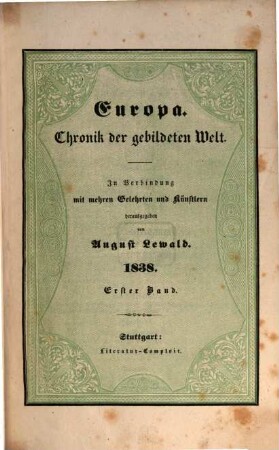 Europa.
Chronik der gebildeten Welt.
In Verbindung
mit mehren Gelehrten und Künstlern
herausgegeben
von
August Lewald.
1838.
Erster Band.
Stuttgart:
Literatur-Comptoir.